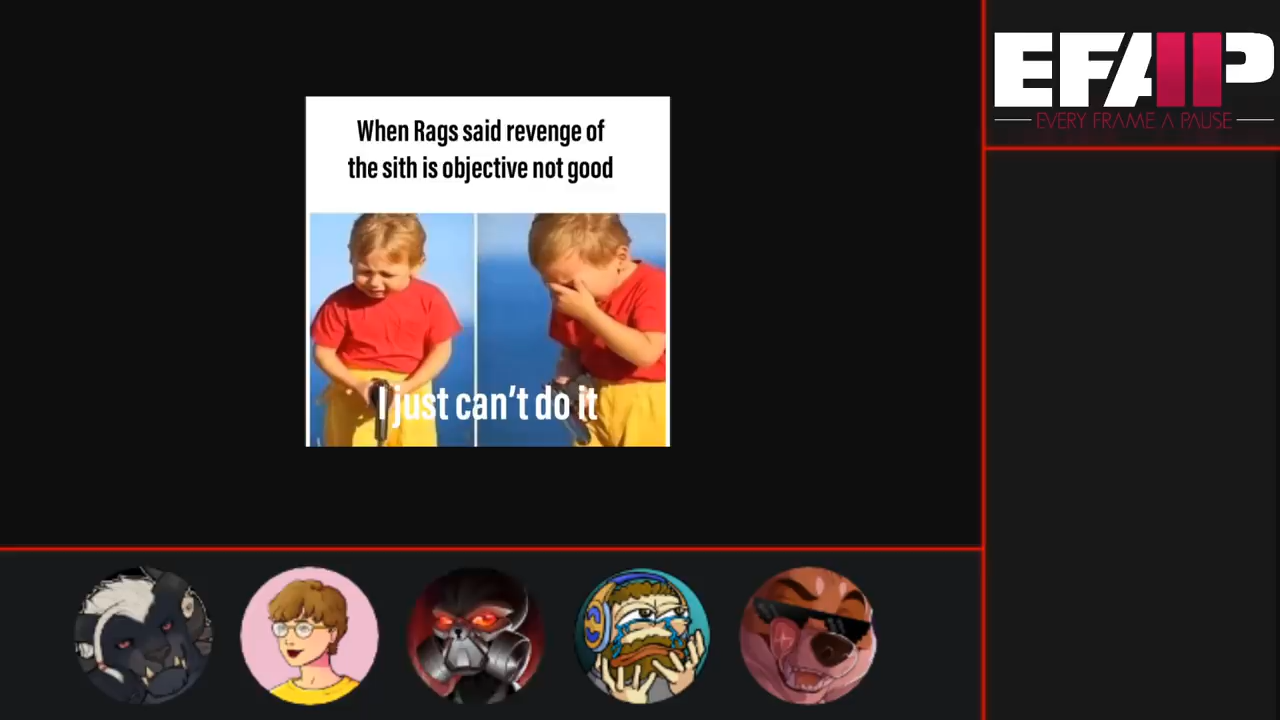 When Rags said revenge of
the sith is objective not good
I just can't do it
EFAP
EVERY FRAME A PAUSE